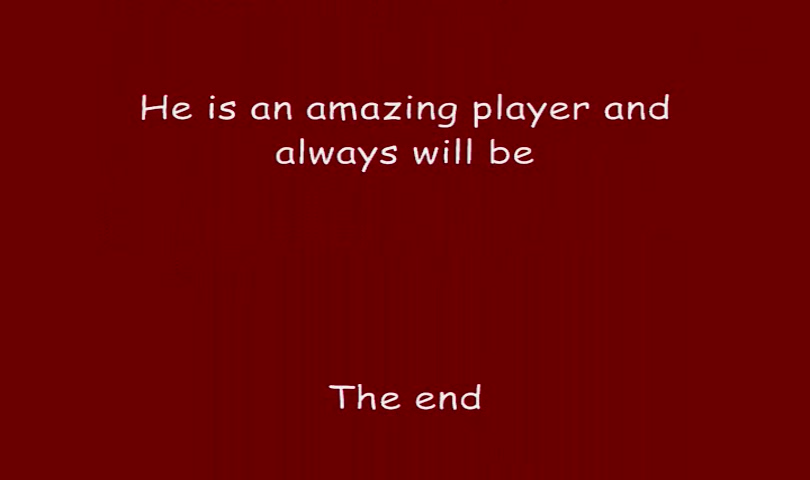 He is an amazing player and
always will be
The end